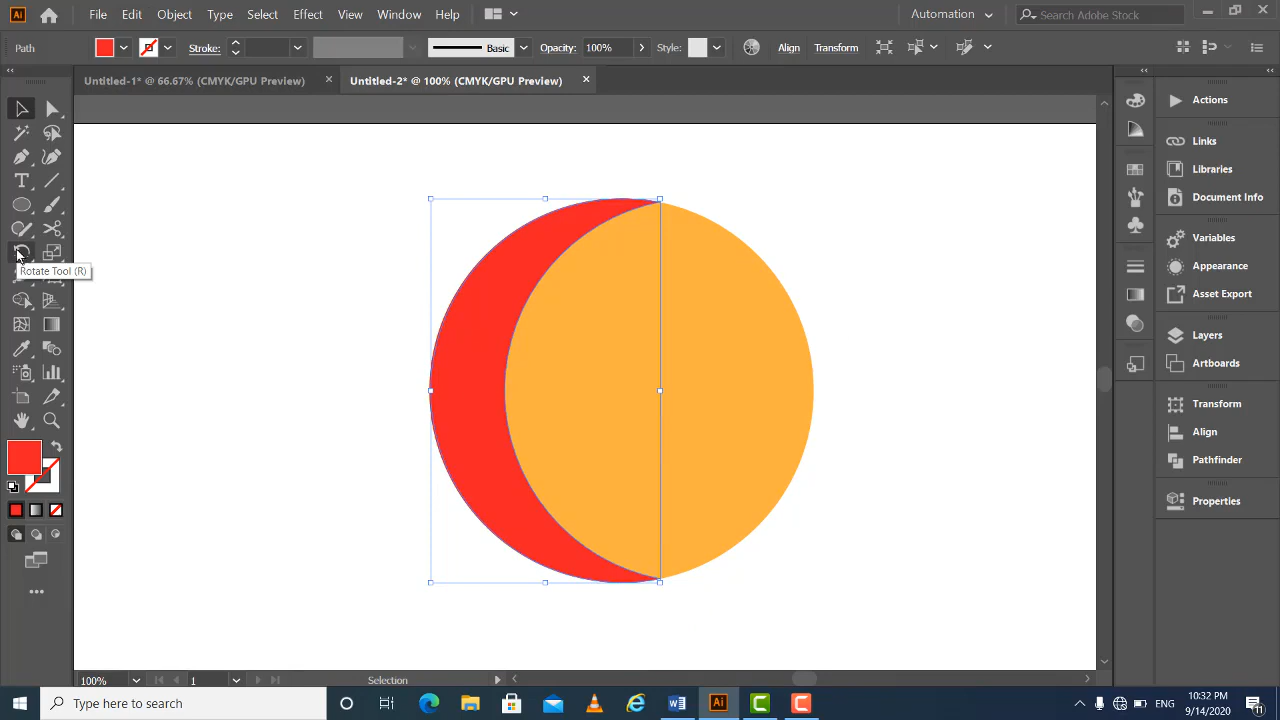 Ai File Edit Object Type Select Effect View Window Help Automation Search Adobe Stock
Path Stroke: Basic Opacity: 100% Style: Align Transform
Untitled-1* @ 66.67% (CMYK/GPU Preview) Untitled-2* @ 100% (CMYK/GPU Preview)
Rotate Tool (R)
Actions
Links
Libraries
Document Info
Variables
Appearance
Asset Export
Layers
Artboards
Transform
Align
Pathfinder
Properties
100% 1 Selection
Type here to search Ai ENG 10:32 PM
9/14/2020